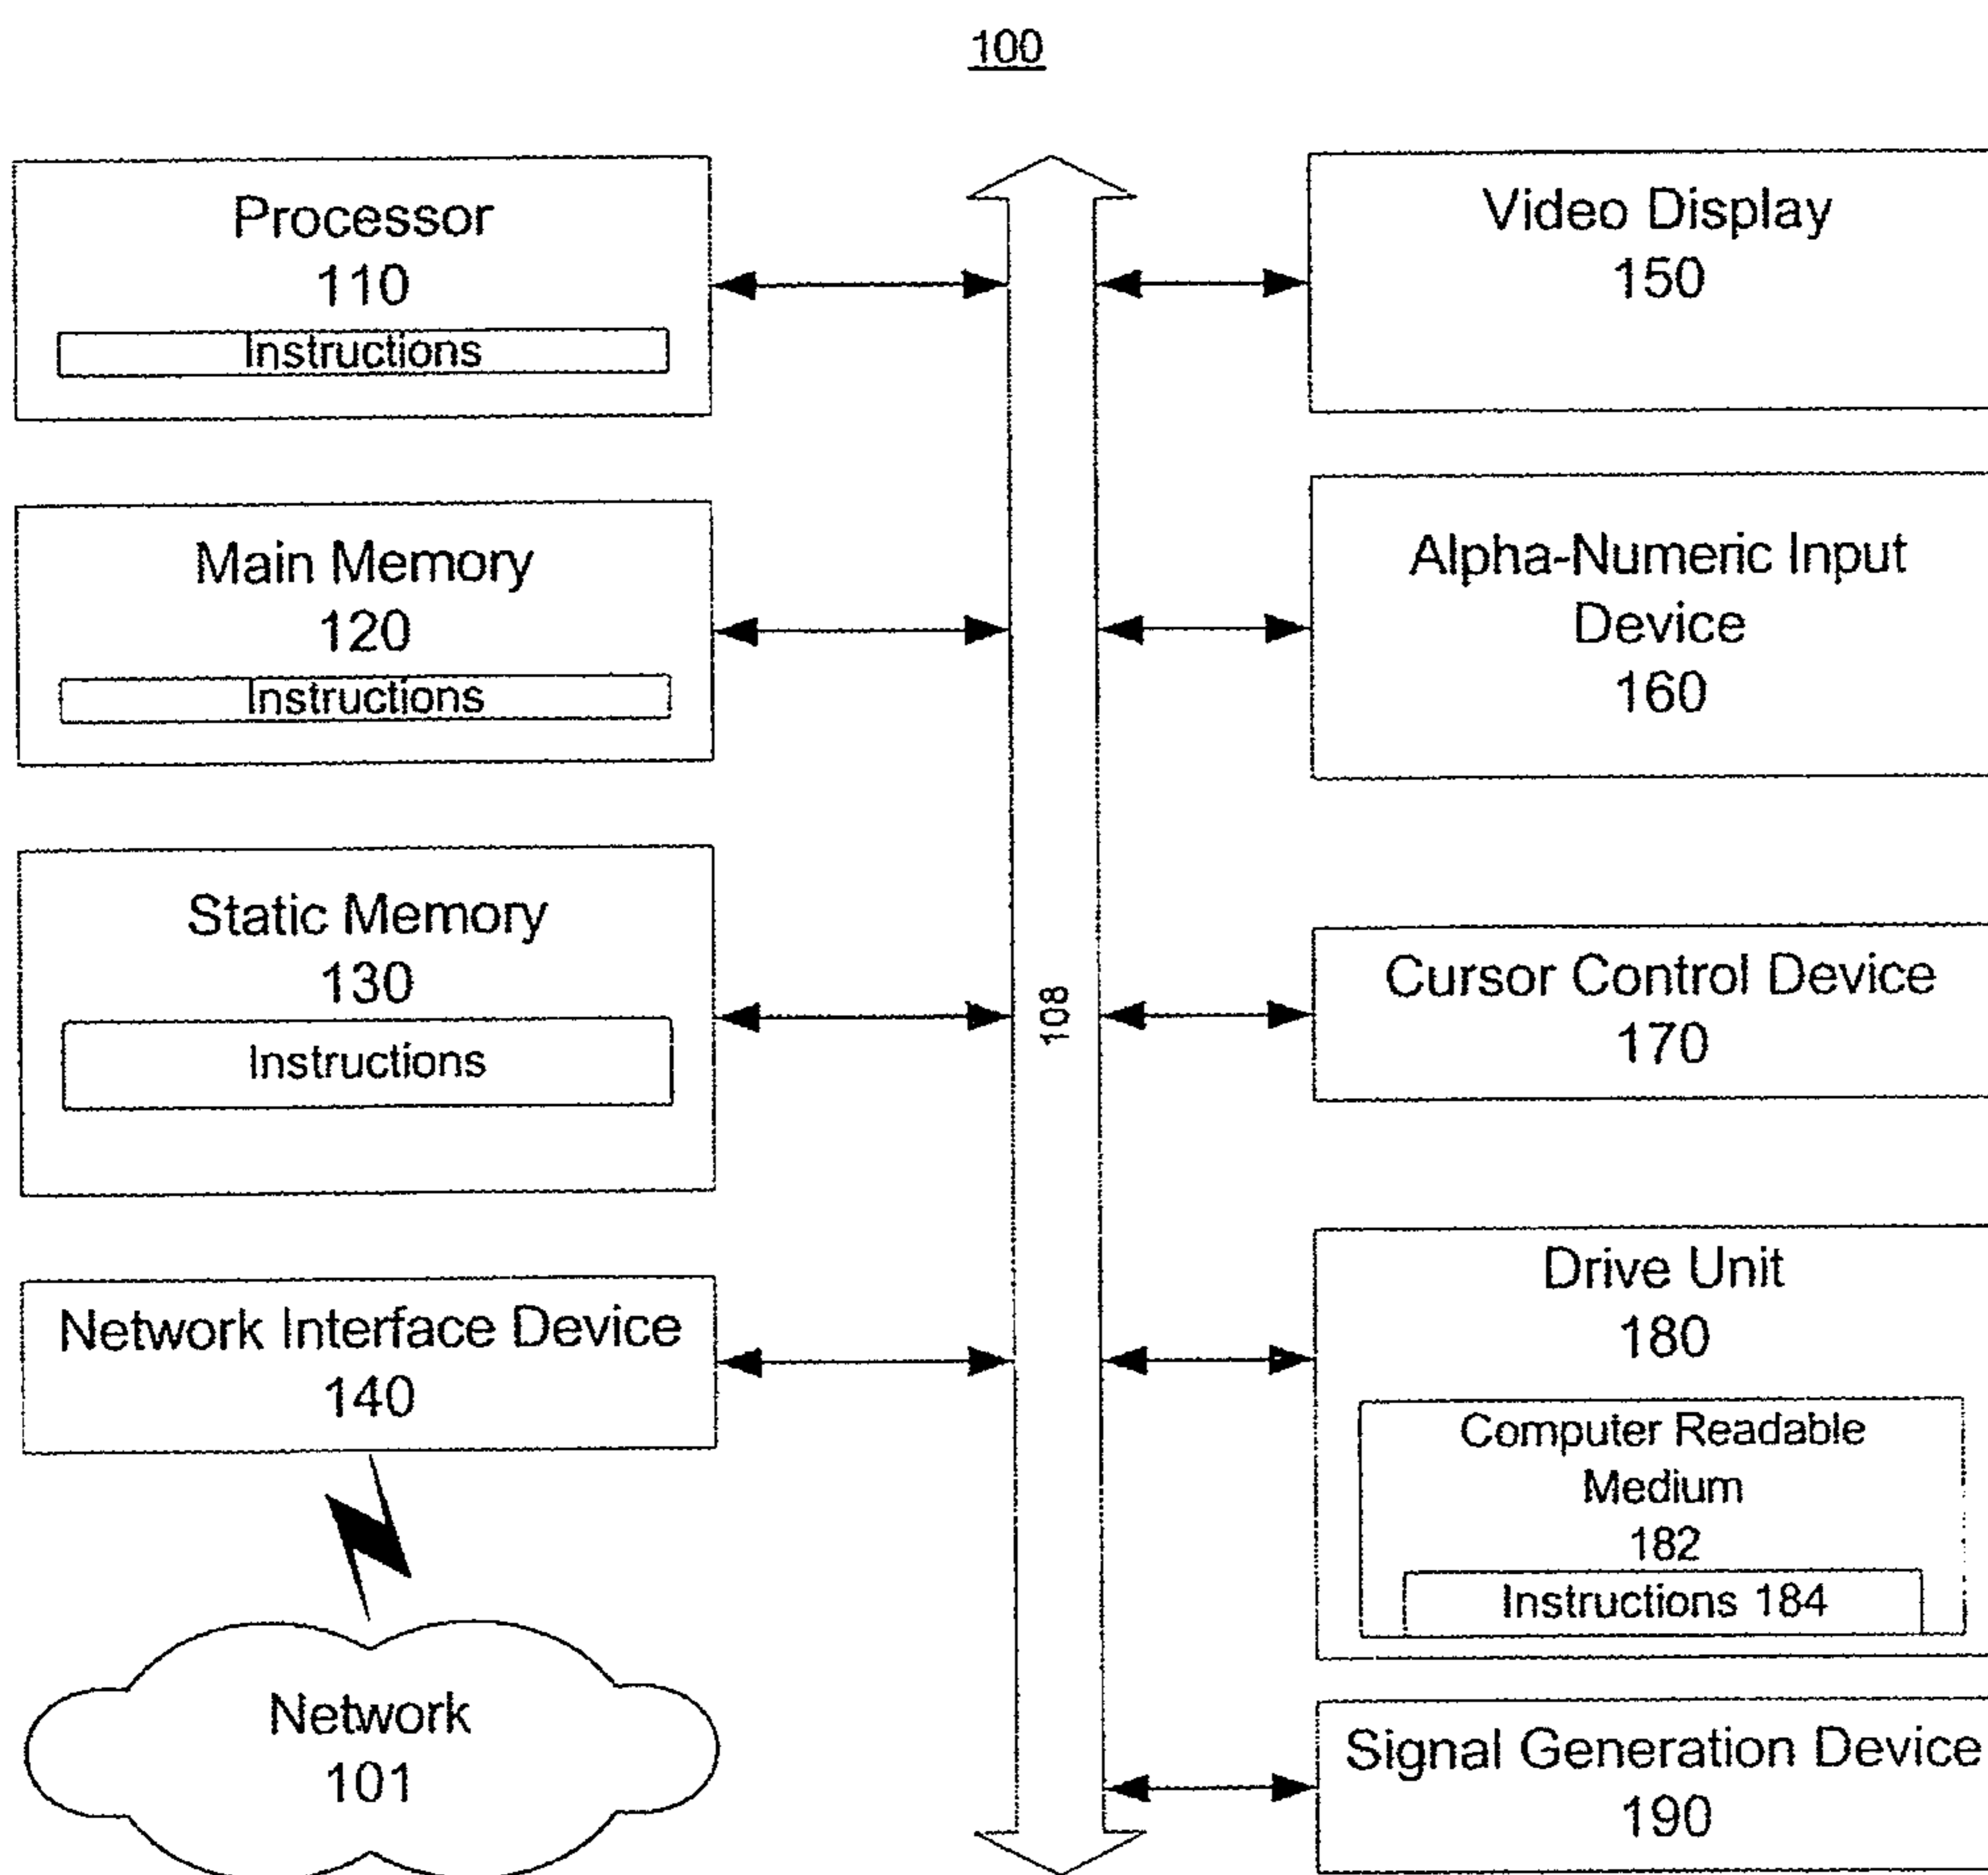 100
Processor
110
Instructions
Main Memory
120
Instructions
Static Memory
130
Instructions
Network Interface Device
140
Network
101
108
Video Display
150
Alpha-Numeric Input
Device
160
Cursor Control Device
170
Drive Unit
180
Computer Readable
Medium
182
Instructions 184
Signal Generation Device
190